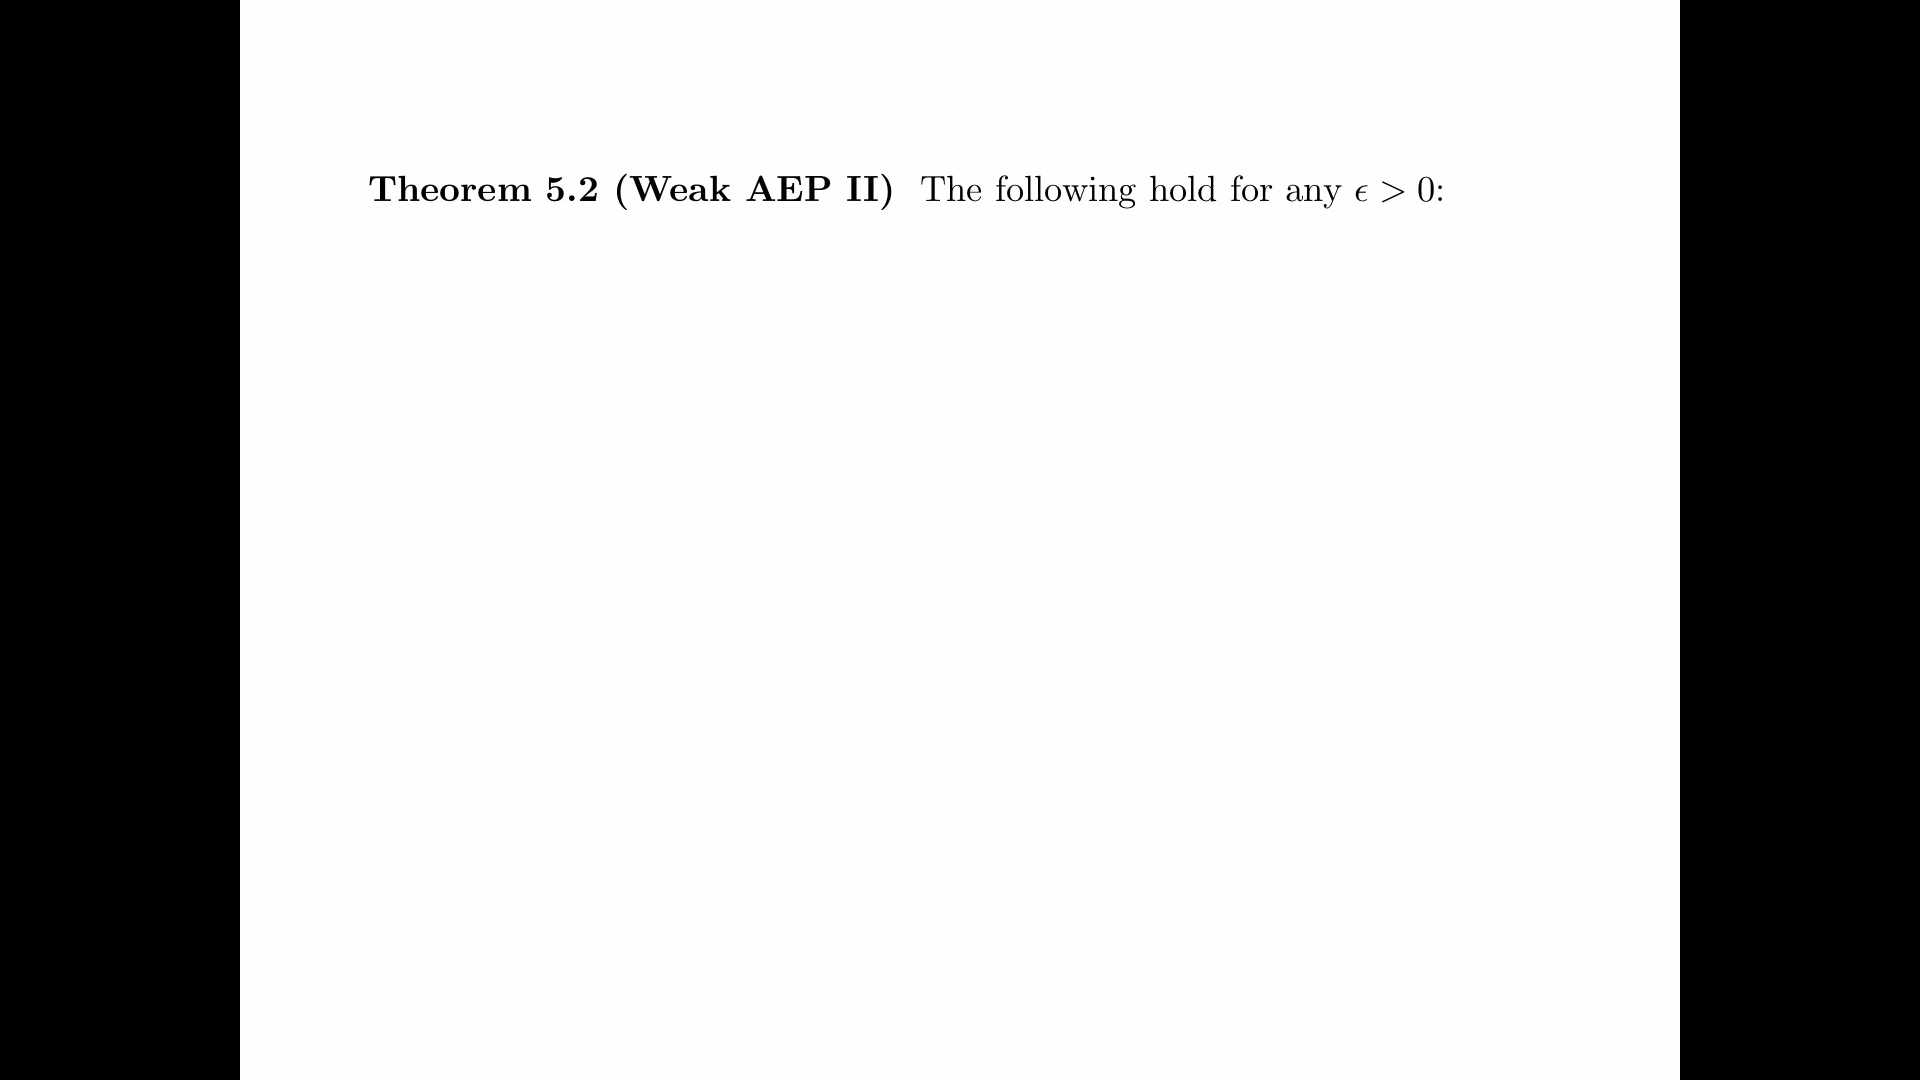 Theorem 5.2 (Weak AEP II) The following hold for any ϵ > 0: